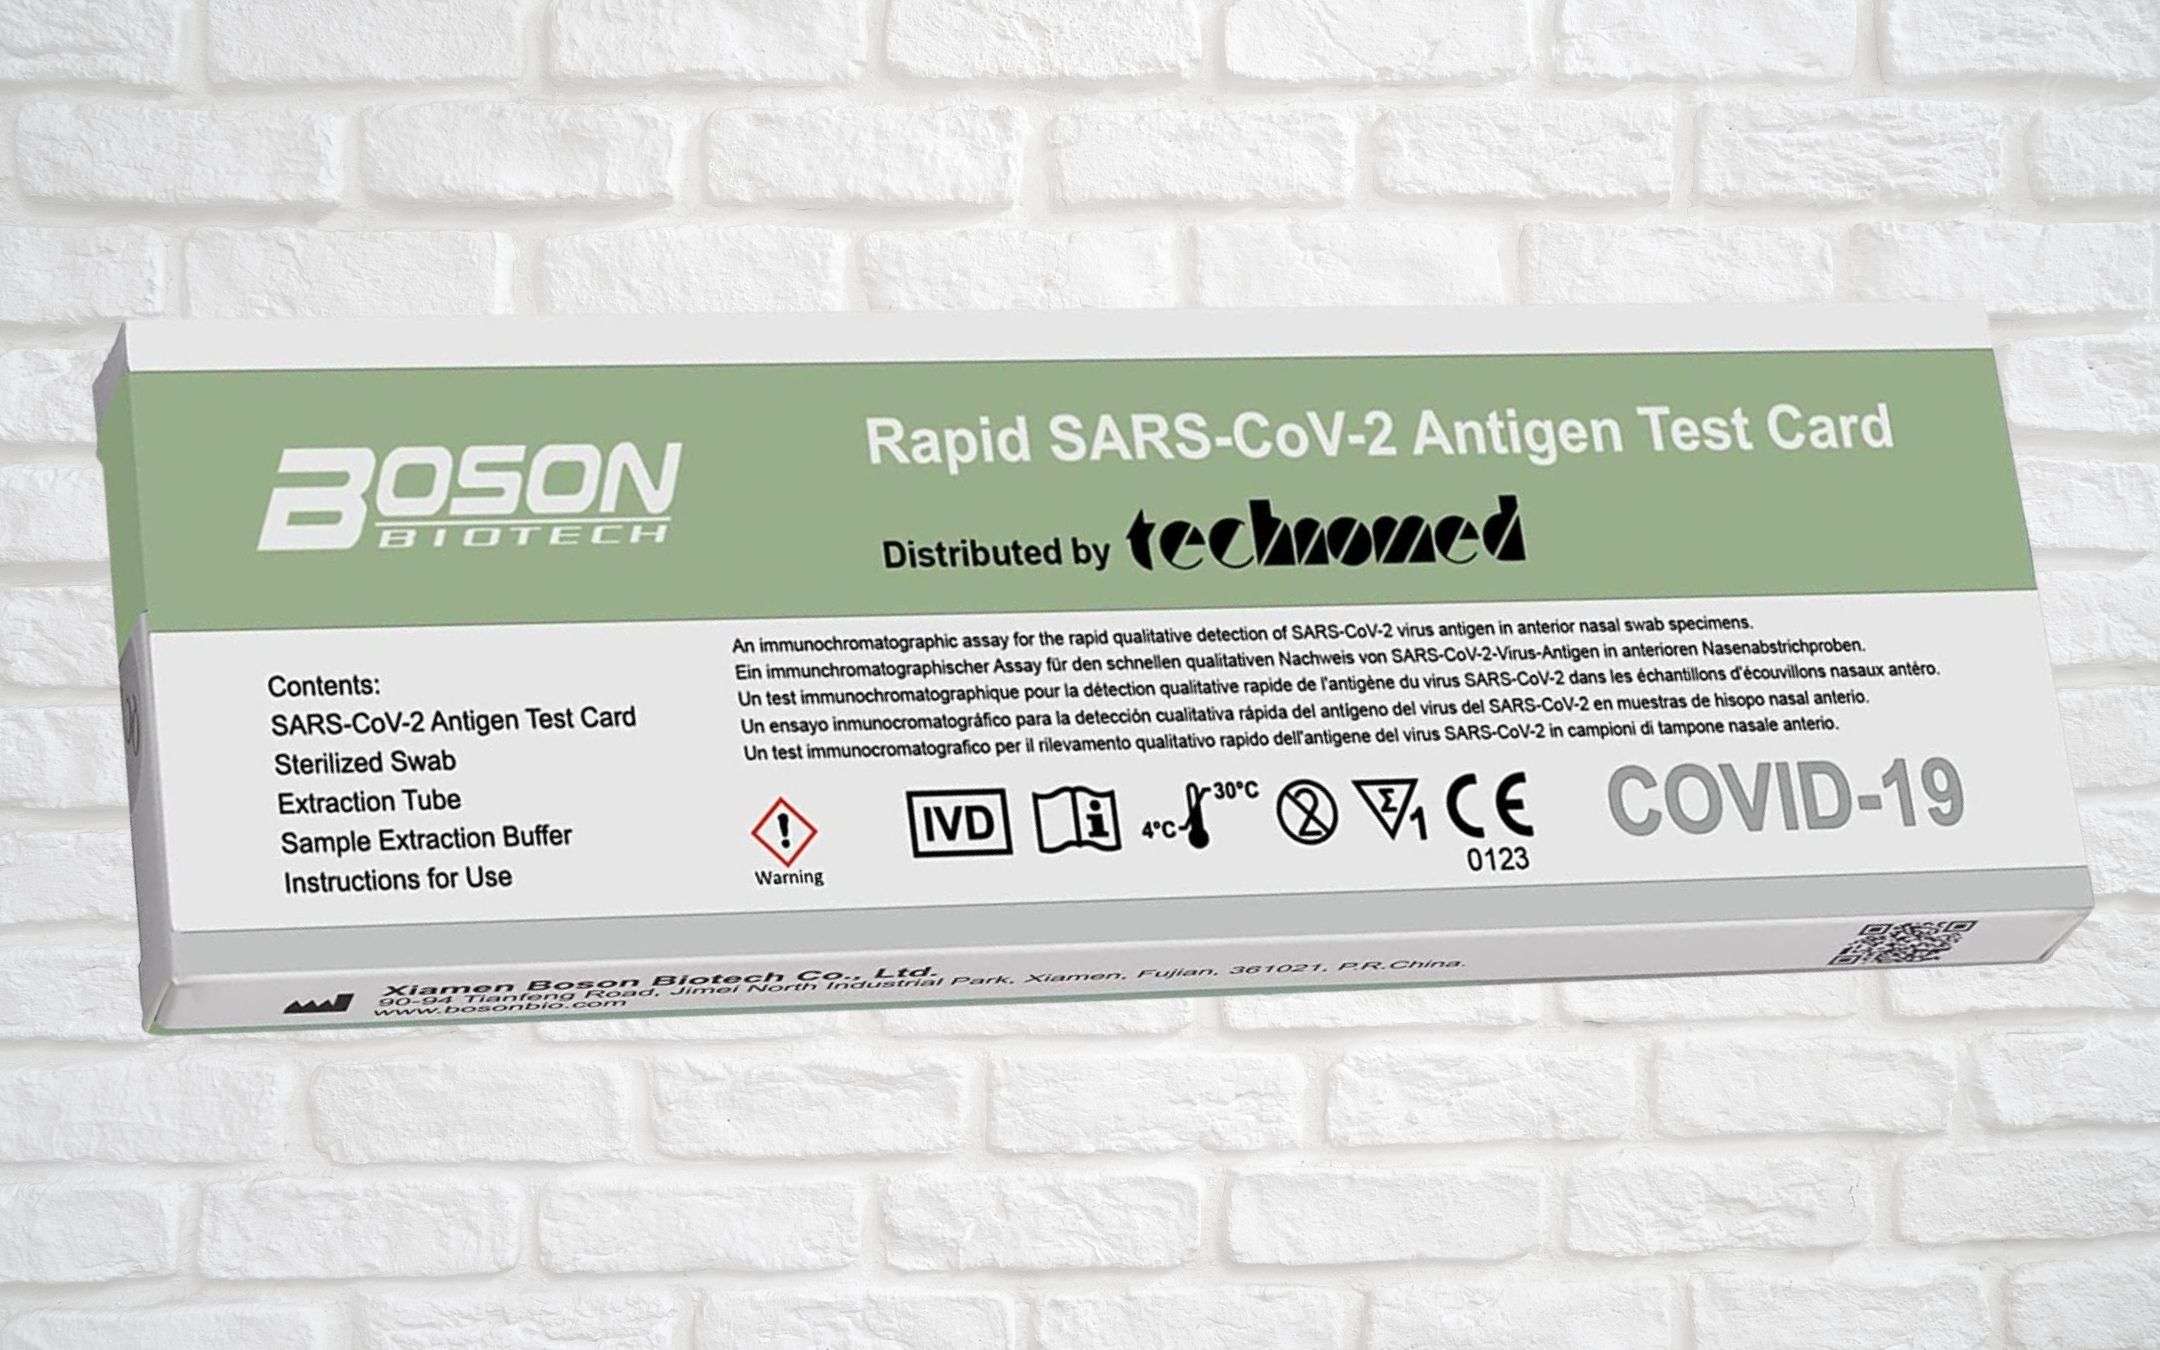 BOSON
BIOTECH
Rapid SARS-CoV-2 Antigen Test Card
Distributed by technomed
Contents:
SARS-CoV-2 Antigen Test Card
Sterilized Swab
Extraction Tube
Sample Extraction Buffer
Instructions for Use
An immunochromatographic assay for the rapid qualitative detection of SARS-CoV-2 virus antigen in anterior nasal swab specimens.
Ein immunchromatographischer Assay für den schnellen qualitativen Nachweis von SARS-CoV-2-Virus-Antigen in anterioren Nasenabstrichproben.
Un test immunochromatographique pour la détection qualitative rapide de l'antigène du virus SARS-CoV-2 dans les échantillons d'écouvillons nasaux antéro.
Un ensayo inmunocromatográfico para la detección cualitativa rápida del antigeno del virus del SARS-CoV-2 en muestras de hisopo nasal anterio.
Un test immunocromatografico per il rilevamento qualitativo rapido dell'antigene del virus SARS-CoV-2 in campioni di tampone nasale anterio.
Warning
IVD
i
4°C
30°C
2
Σ
1
CE
0123
COVID-19
Xiamen Boson Biotech Co., Ltd.
90-94 Tianfeng Road, Jimei North Industrial Park, Xiamen, Fujian, 361021, P.R.China.
www.bosonbio.com